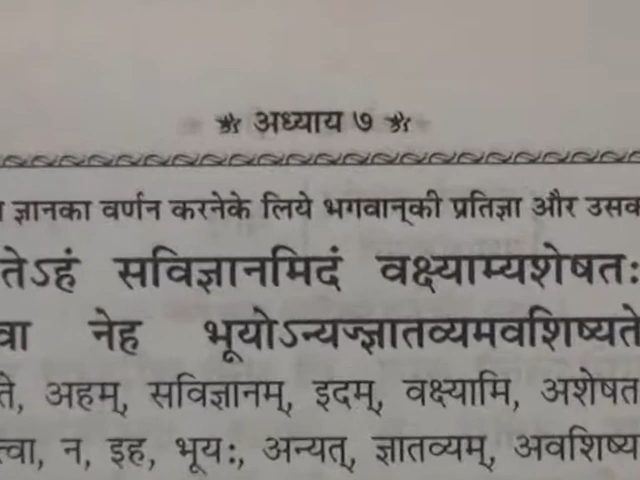 अध्याय ७
ज्ञानका वर्णन करनेके लिये भगवान्‌की प्रतिज्ञा और उसक
तेऽहं सविज्ञानमिदं वक्ष्याम्यशेषतः
वा नेह भूयोऽन्यज्ज्ञातव्यमवशिष्यते
ते, अहम्, सविज्ञानम्, इदम्, वक्ष्यामि, अशेषत
त्वा, न, इह, भूयः, अन्यत्, ज्ञातव्यम्, अवशिष्य